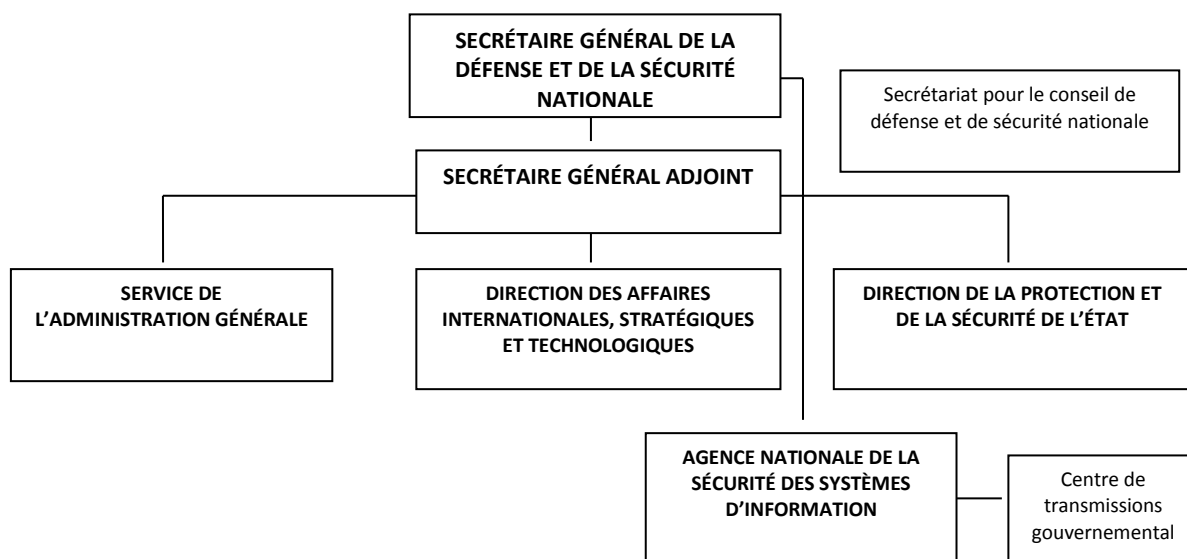 SECRÉTAIRE GÉNÉRAL DE LA
DÉFENSE ET DE LA SÉCURITÉ
NATIONALE
Secrétariat pour le conseil de
défense et de sécurité nationale
SECRÉTAIRE GÉNÉRAL ADJOINT
SERVICE DE
L’ADMINISTRATION GÉNÉRALE
DIRECTION DES AFFAIRES
INTERNATIONALES, STRATÉGIQUES
ET TECHNOLOGIQUES
DIRECTION DE LA PROTECTION ET
DE LA SÉCURITÉ DE L’ÉTAT
AGENCE NATIONALE DE LA
SÉCURITÉ DES SYSTÈMES
D’INFORMATION
Centre de
transmissions
gouvernemental